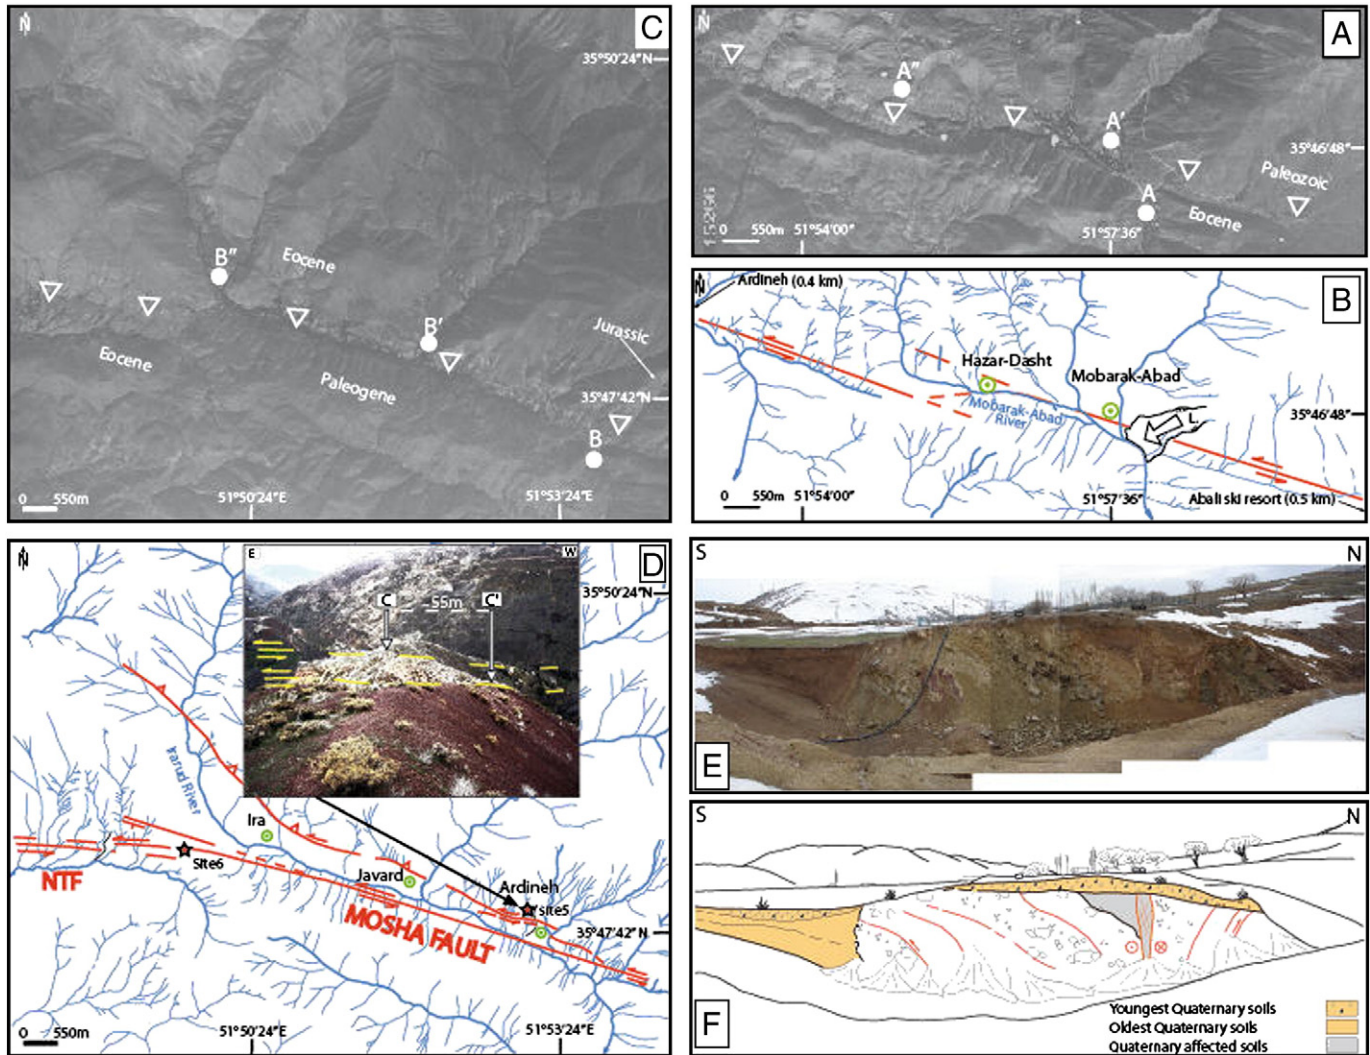 N
C
35°50'24"N
B"
Eocene
B'
Jurassic
Eocene
Paleogene
35°47'42"N
B
0 550m
51°50'24"E
51°53'24"E
N
A
A"
A'
35°46'48"
Paleozoic
A
Eocene
0 550m
51°54'00"
51°57'36"
N
B
Ardineh (0.4 km)
Hazar-Dasht
Mobarak-Abad
Mobarak-Abad
River
L
35°46'48"
0 550m
51°54'00"
51°57'36"
Abali ski resort (0.5 km)
N
D
E
W
C
55m
C'
35°50'24"N
Irarud River
Ira
Site6
NTF
Javard
Ardineh
site5
MOSHA FAULT
35°47'42"N
0 550m
51°50'24"E
51°53'24"E
S
N
E
S
N
F
Youngest Quaternary soils
Oldest Quaternary soils
Quaternary affected soils